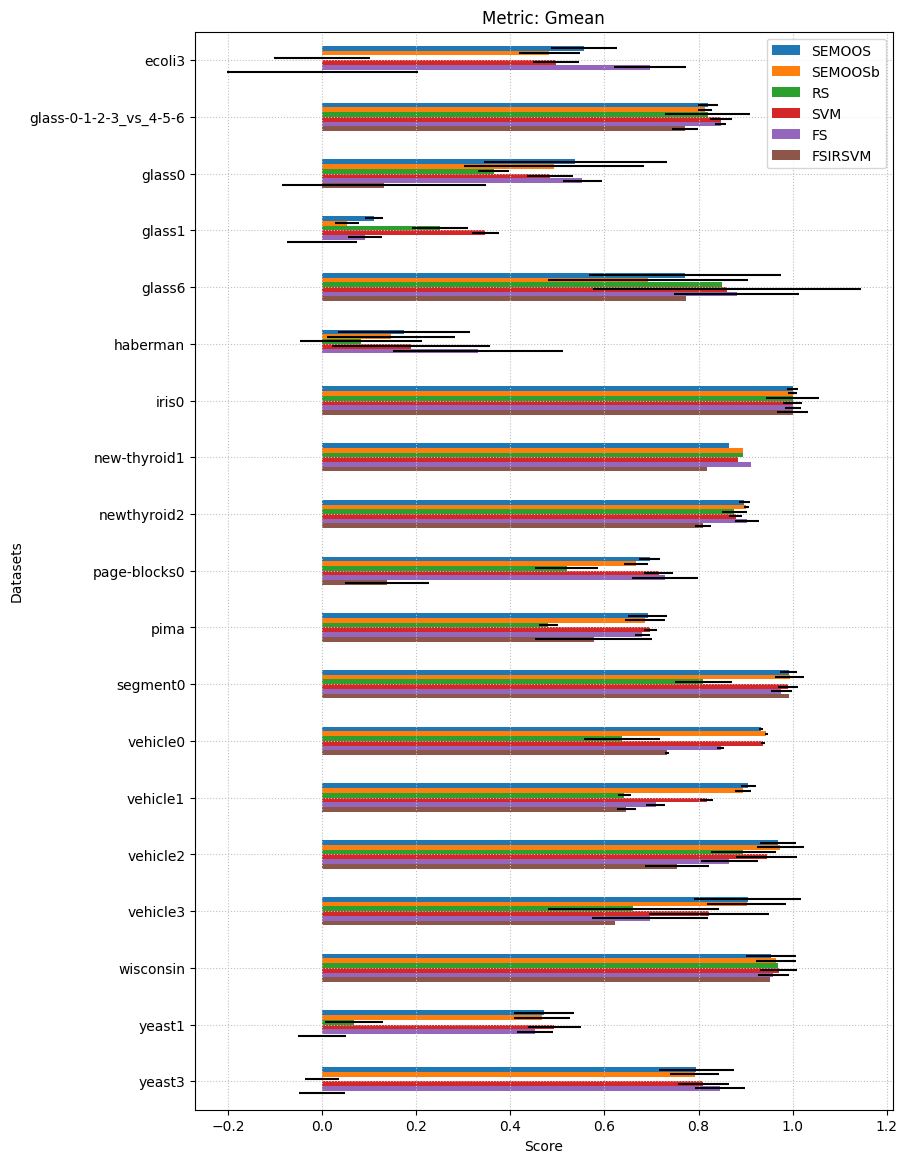 Metric: Gmean
SEMOOS
SEMOOSb
RS
SVM
FS
FSIRSVM
Datasets
ecoli3
glass-0-1-2-3_vs_4-5-6
glass0
glass1
glass6
haberman
iris0
new-thyroid1
newthyroid2
page-blocks0
pima
segment0
vehicle0
vehicle1
vehicle2
vehicle3
wisconsin
yeast1
yeast3
−0.2 0.0 0.2 0.4 0.6 0.8 1.0 1.2
Score